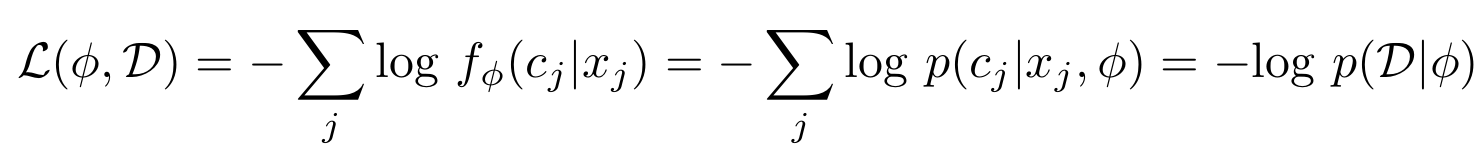 ℒ(ϕ, 𝒟) = − ∑_j log f_ϕ(c_j|x_j) = − ∑_j log p(c_j|x_j, ϕ) = −log p(𝒟|ϕ)